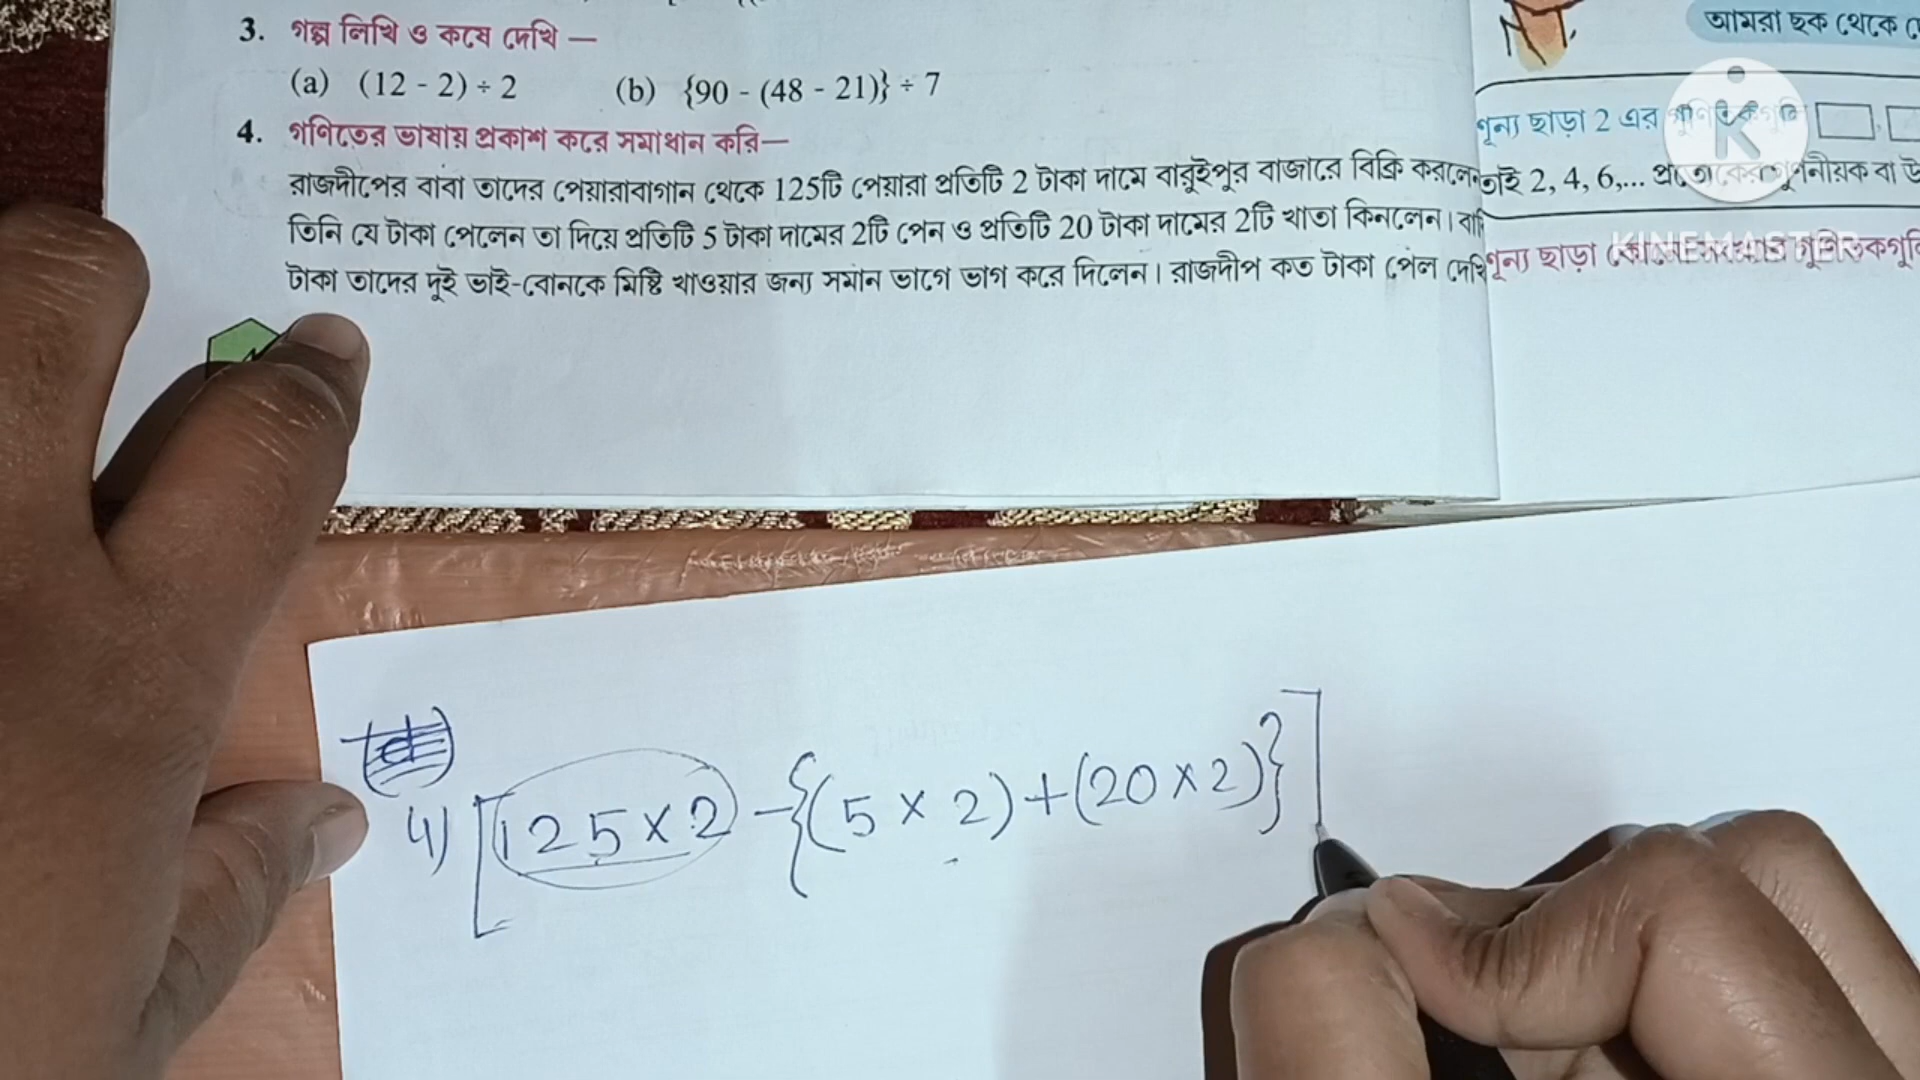 3. গল্প লিখি ও কষে দেখি —
(a) (12 - 2) ÷ 2 (b) {90 - (48 - 21)} ÷ 7
4. গণিতের ভাষায় প্রকাশ করে সমাধান করি—
রাজদীপের বাবা তাদের পেয়ারাবাগান থেকে 125টি পেয়ারা প্রতিটি 2 টাকা দামে বারুইপুর বাজারে বিক্রি করলেন
তিনি যে টাকা পেলেন তা দিয়ে প্রতিটি 5 টাকা দামের 2টি পেন ও প্রতিটি 20 টাকা দামের 2টি খাতা কিনলেন।
টাকা তাদের দুই ভাই-বোনকে মিষ্টি খাওয়ার জন্য সমান ভাগে ভাগ করে দিলেন। রাজদীপ কত টাকা পেল দেখি
আমরা ছক থেকে
শূন্য ছাড়া 2 এর
তাই 2, 4, 6,...
শূন্য ছাড়া
K
KINEMASTER
4) [(125 × 2) - {(5 × 2) + (20 × 2)}]